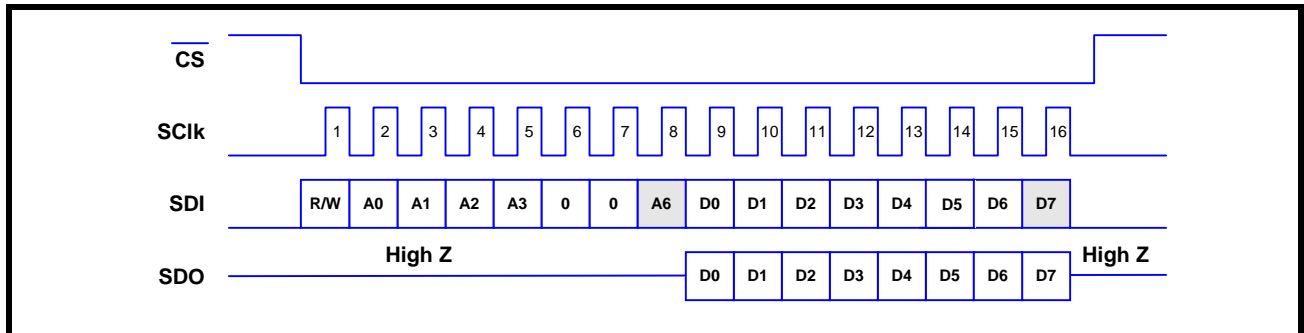 CS
SClk 1 2 3 4 5 6 7 8 9 10 11 12 13 14 15 16
SDI R/W A0 A1 A2 A3 0 0 A6 D0 D1 D2 D3 D4 D5 D6 D7
High Z High Z
SDO D0 D1 D2 D3 D4 D5 D6 D7